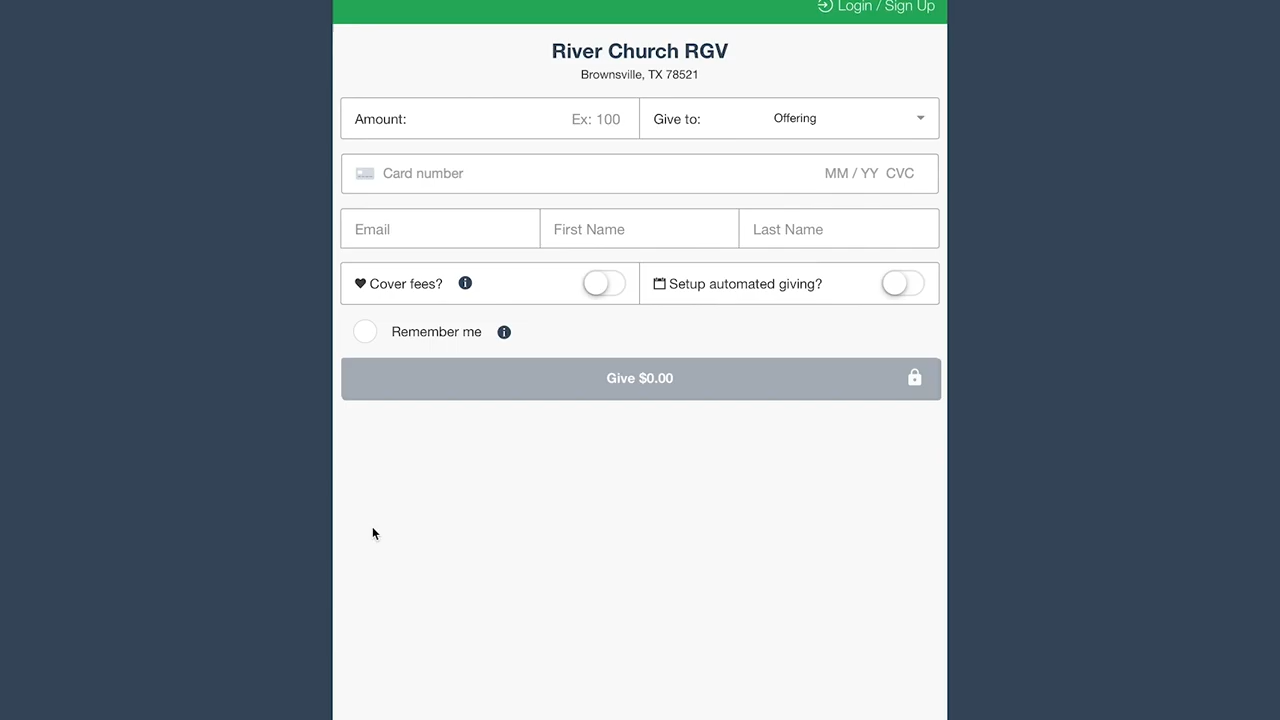 Login / Sign Up
River Church RGV
Brownsville, TX 78521
Amount: Ex: 100 Give to: Offering
Card number MM / YY CVC
Email First Name Last Name
Cover fees? Setup automated giving?
Remember me
Give $0.00